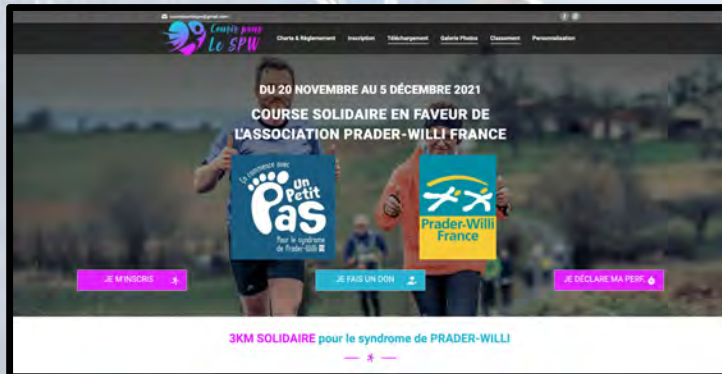 Courir pour
Le SPW
Charte & Règlement Inscription Téléchargement Galerie Photos Classement Personnalisation
DU 20 NOVEMBRE AU 5 DÉCEMBRE 2021
COURSE SOLIDAIRE EN FAVEUR DE
L'ASSOCIATION PRADER-WILLI FRANCE
Ça commence avec
un
Petit
Pas
Pour le syndrome
de Prader-Willi
Prader-Willi
France
JE M'INSCRIS
JE FAIS UN DON
JE DÉCLARE MA PERF.
3KM SOLIDAIRE pour le syndrome de PRADER-WILLI